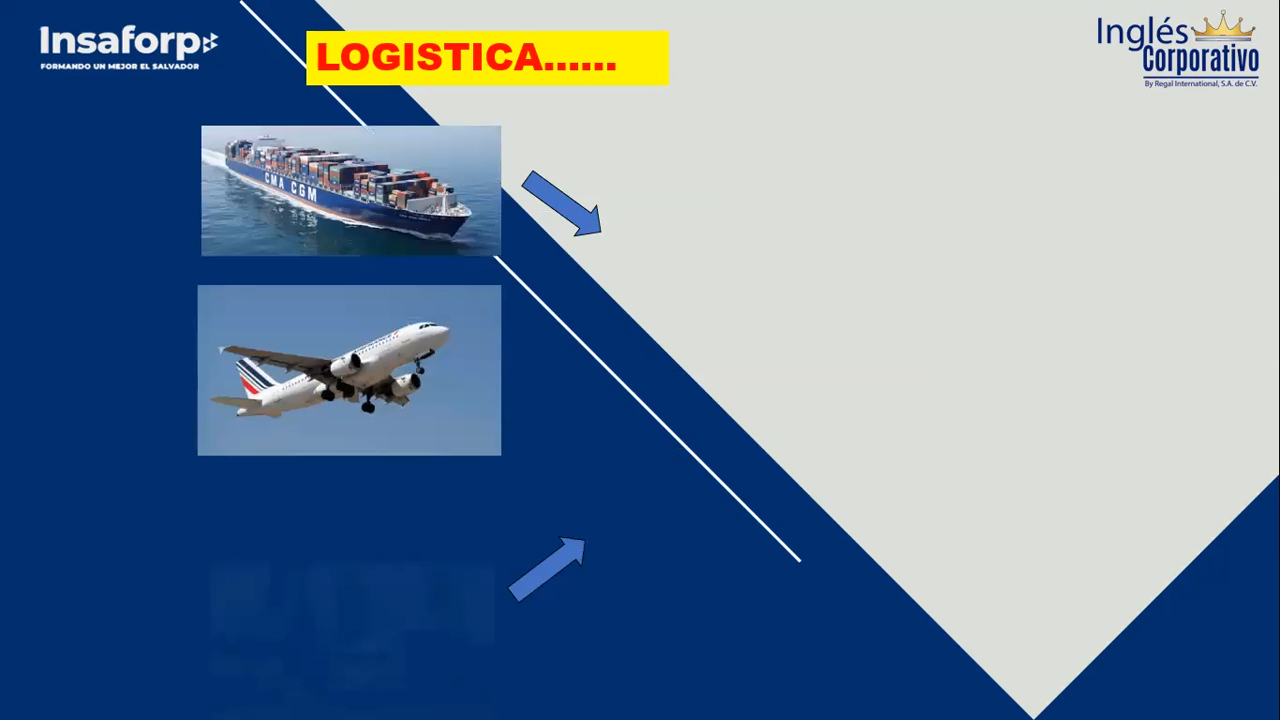 Insaforp
FORMANDO UN MEJOR EL SALVADOR
LOGISTICA......
Inglés
Corporativo
By Regal International, S.A. de C.V.
CMA CGM